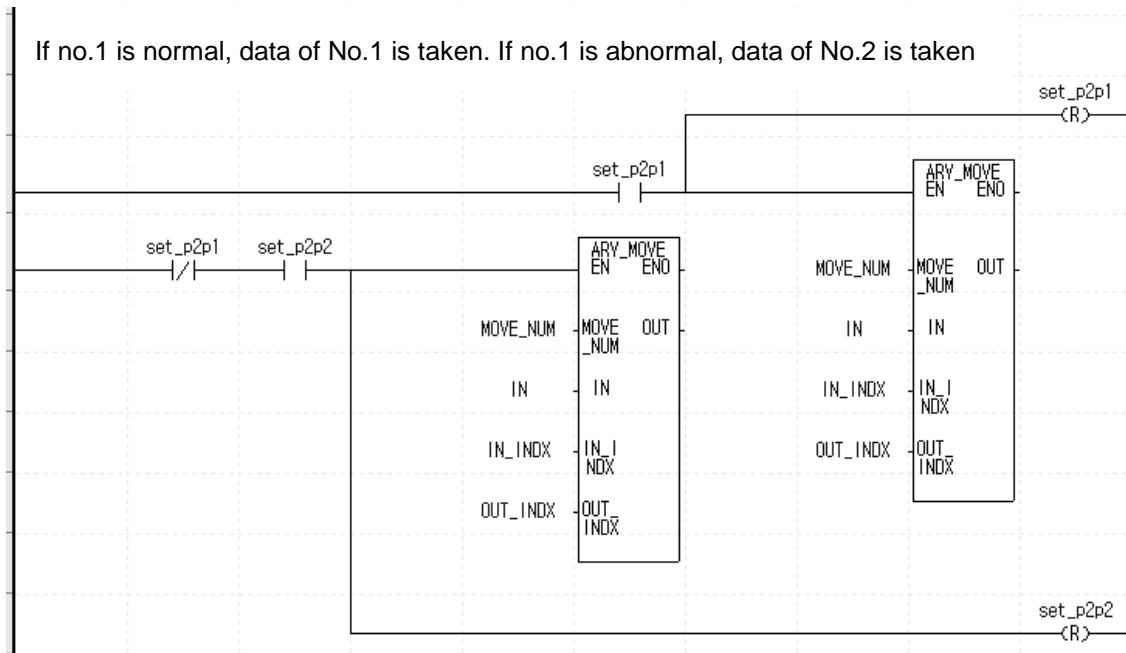 If no.1 is normal, data of No.1 is taken. If no.1 is abnormal, data of No.2 is taken
set_p2p1
(R)
set_p2p1
ARY_MOVE
EN ENO
set_p2p1 set_p2p2
ARY_MOVE
EN ENO
MOVE_NUM MOVE OUT
_NUM
MOVE_NUM MOVE OUT
_NUM
IN IN
IN IN
IN_INDX IN_I
NDX
IN_INDX IN_I
NDX
OUT_INDX OUT_
INDX
OUT_INDX OUT_
INDX
set_p2p2
(R)